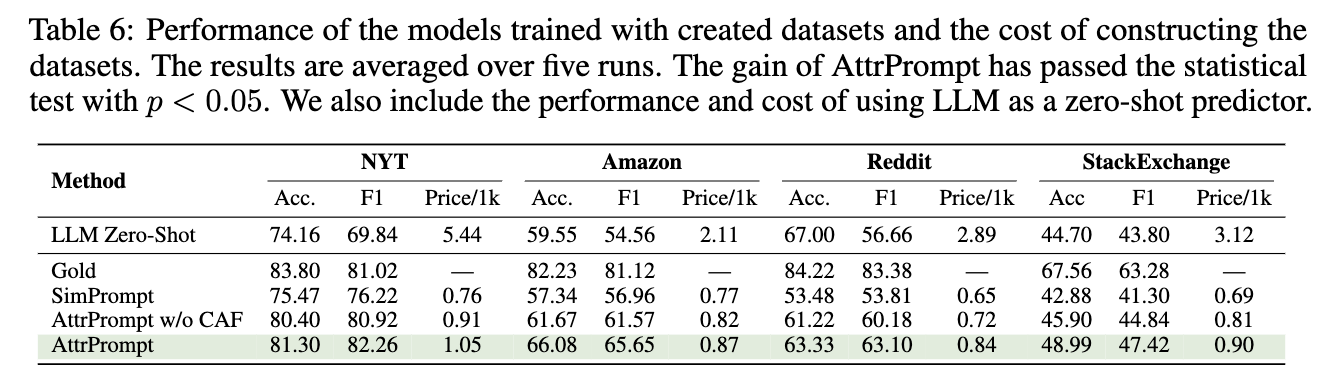 Table 6: Performance of the models trained with created datasets and the cost of constructing the
datasets. The results are averaged over five runs. The gain of AttrPrompt has passed the statistical
test with p < 0.05. We also include the performance and cost of using LLM as a zero-shot predictor.
Method NYT Amazon Reddit StackExchange
Acc. F1 Price/1k Acc. F1 Price/1k Acc. F1 Price/1k Acc F1 Price/1k
LLM Zero-Shot 74.16 69.84 5.44 59.55 54.56 2.11 67.00 56.66 2.89 44.70 43.80 3.12
Gold 83.80 81.02 — 82.23 81.12 — 84.22 83.38 — 67.56 63.28 —
SimPrompt 75.47 76.22 0.76 57.34 56.96 0.77 53.48 53.81 0.65 42.88 41.30 0.69
AttrPrompt w/o CAF 80.40 80.92 0.91 61.67 61.57 0.82 61.22 60.18 0.72 45.90 44.84 0.81
AttrPrompt 81.30 82.26 1.05 66.08 65.65 0.87 63.33 63.10 0.84 48.99 47.42 0.90